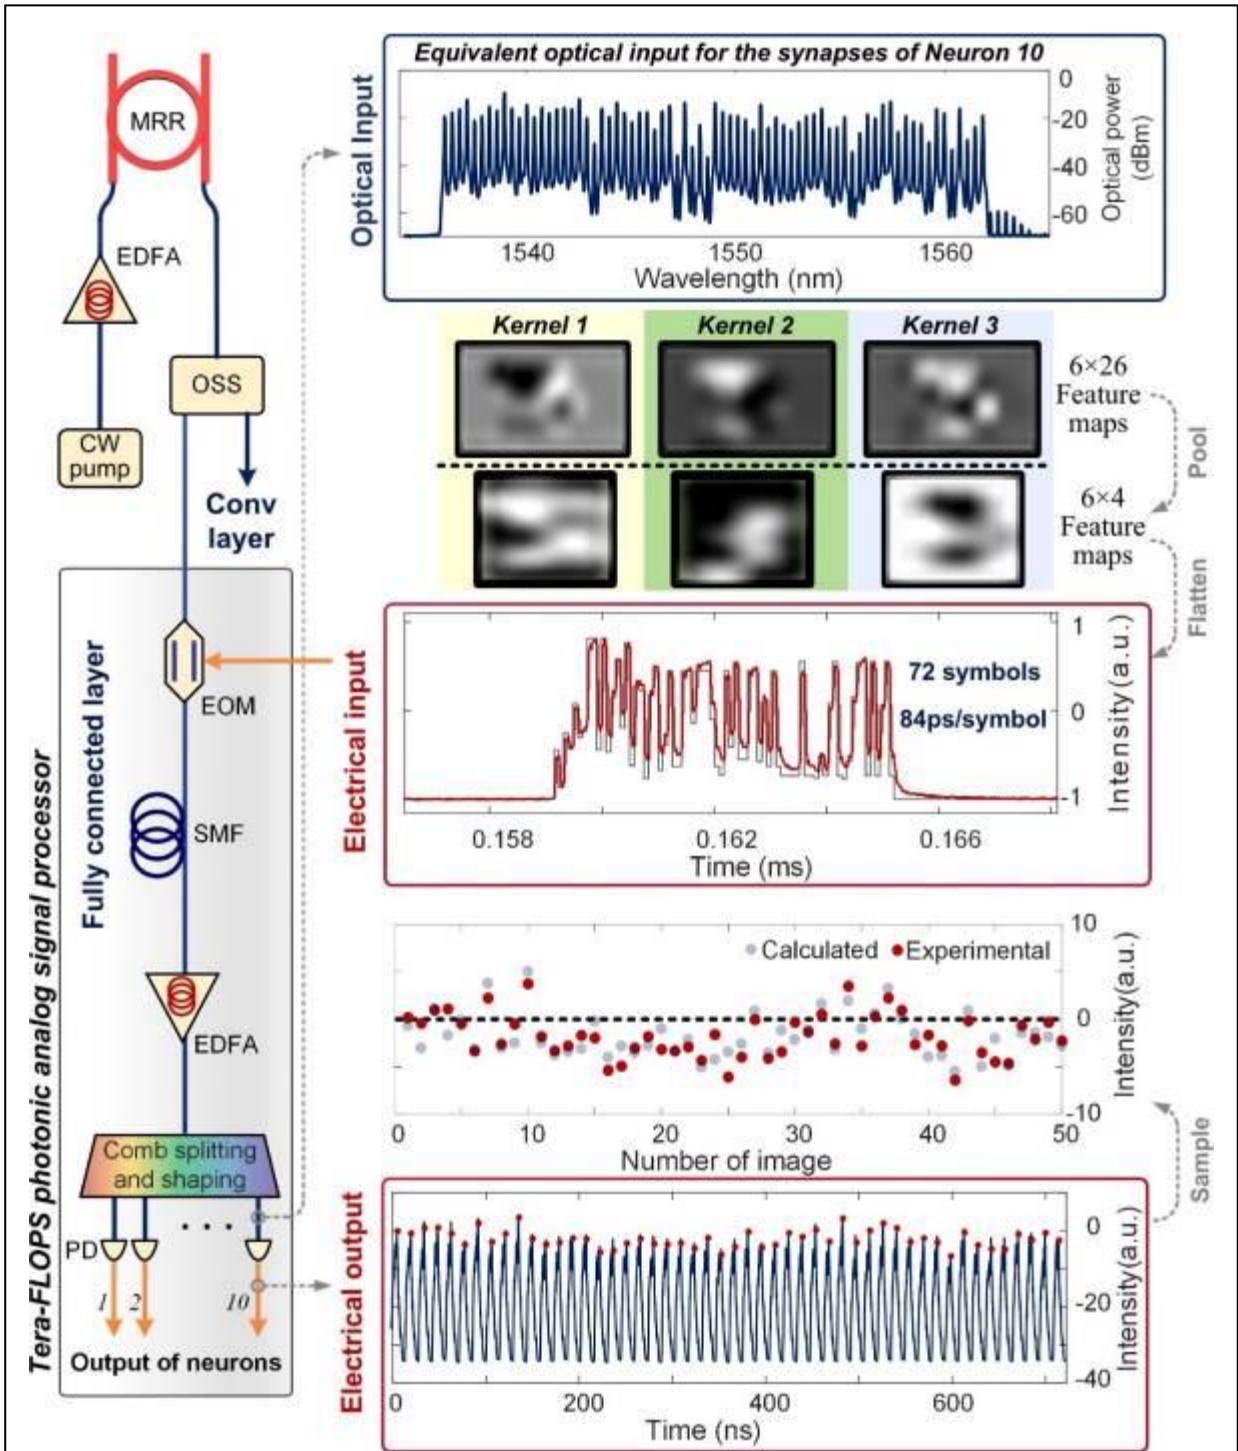 MRR
EDFA
OSS
CW
pump
Conv
layer
Tera-FLOPS photonic analog signal processor
Fully connected layer
EOM
SMF
EDFA
Comb splitting
and shaping
. . .
PD
1 2 10
Output of neurons
Optical Input
Equivalent optical input for the synapses of Neuron 10
0
-20
-40
-60
Optical power
(dBm)
1540 1550 1560
Wavelength (nm)
Kernel 1 Kernel 2 Kernel 3
6×26
Feature
maps
Pool
6×4
Feature
maps
Flatten
Electrical input
72 symbols
84ps/symbol
1
0
-1
Intensity(a.u.)
0.158 0.162 0.166
Time (ms)
Calculated Experimental
10
0
-10
Intensity(a.u.)
0 10 20 30 40 50
Number of image
Sample
Electrical output
0
-20
-40
Intensity(a.u.)
0 200 400 600
Time (ns)